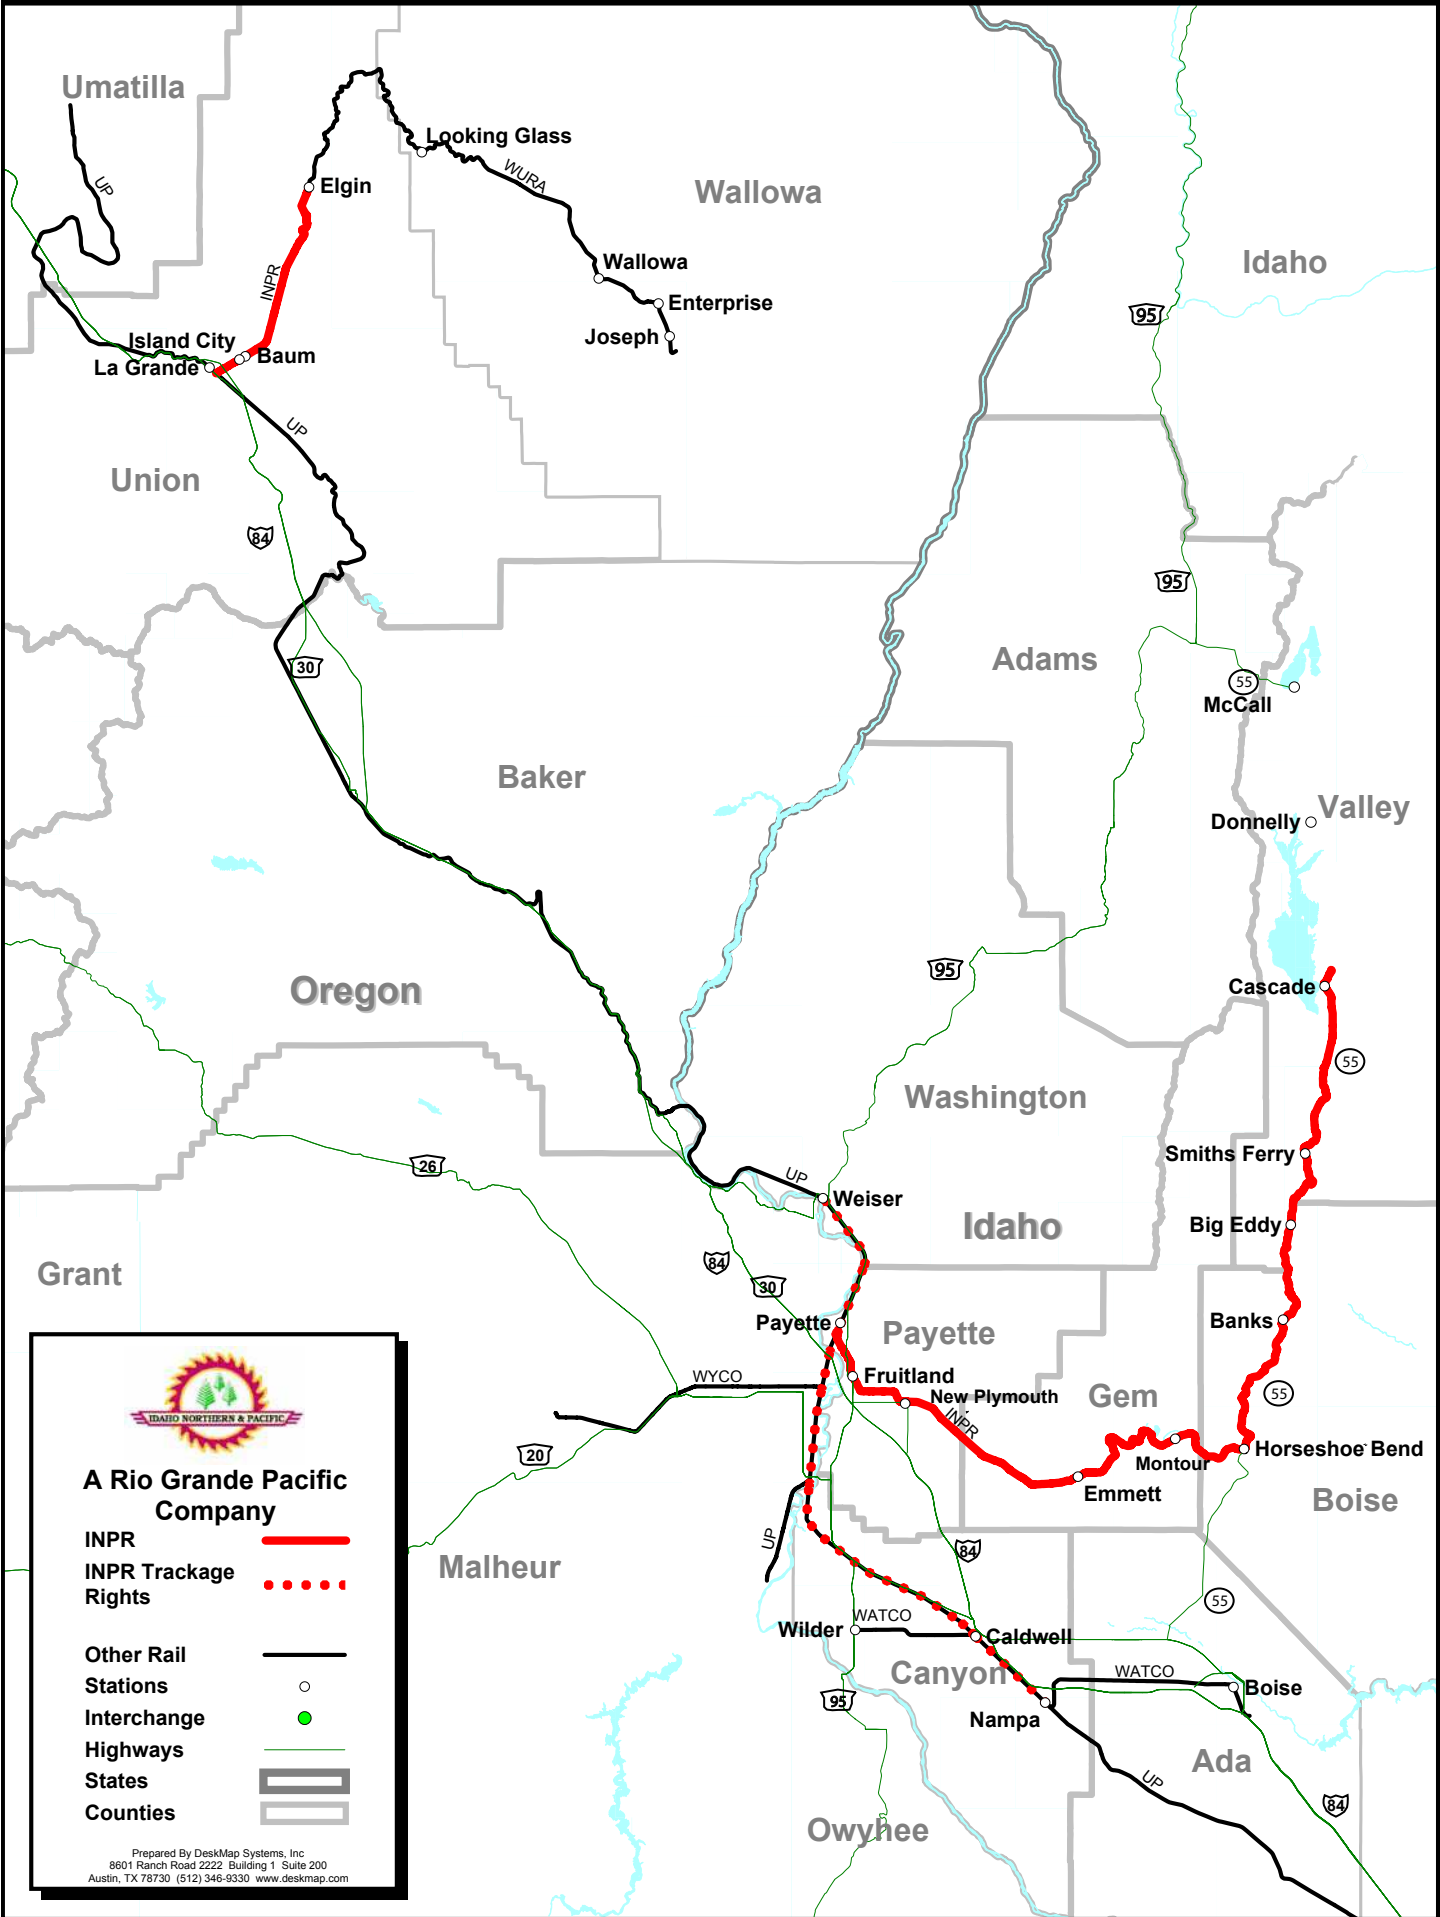 Umatilla
UP
Looking Glass
WURA
Elgin
Wallowa
Idaho
INPR
Wallowa
Enterprise
95
Island City
Baum
Joseph
La Grande
UP
Union
84
95
30
Adams
55
McCall
Baker
Donnelly
Valley
95
Cascade
Oregon
55
Washington
Smiths Ferry
26
UP
Weiser
Big Eddy
Idaho
84
30
Grant
Payette
Payette
Banks
WYCO
Fruitland
New Plymouth
Gem
55
INPR
20
Montour
Horseshoe Bend
Emmett
Boise
UP
84
Malheur
55
Wilder
WATCO
Caldwell
Canyon
WATCO
Boise
95
Nampa
Ada
UP
84
Owyhee
IDAHO NORTHERN & PACIFIC
A Rio Grande Pacific
Company
INPR
INPR Trackage
Rights
Other Rail
Stations
Interchange
Highways
States
Counties
Prepared By DeskMap Systems, Inc
8601 Ranch Road 2222 Building 1 Suite 200
Austin, TX 78730 (512) 346-9330 www.deskmap.com